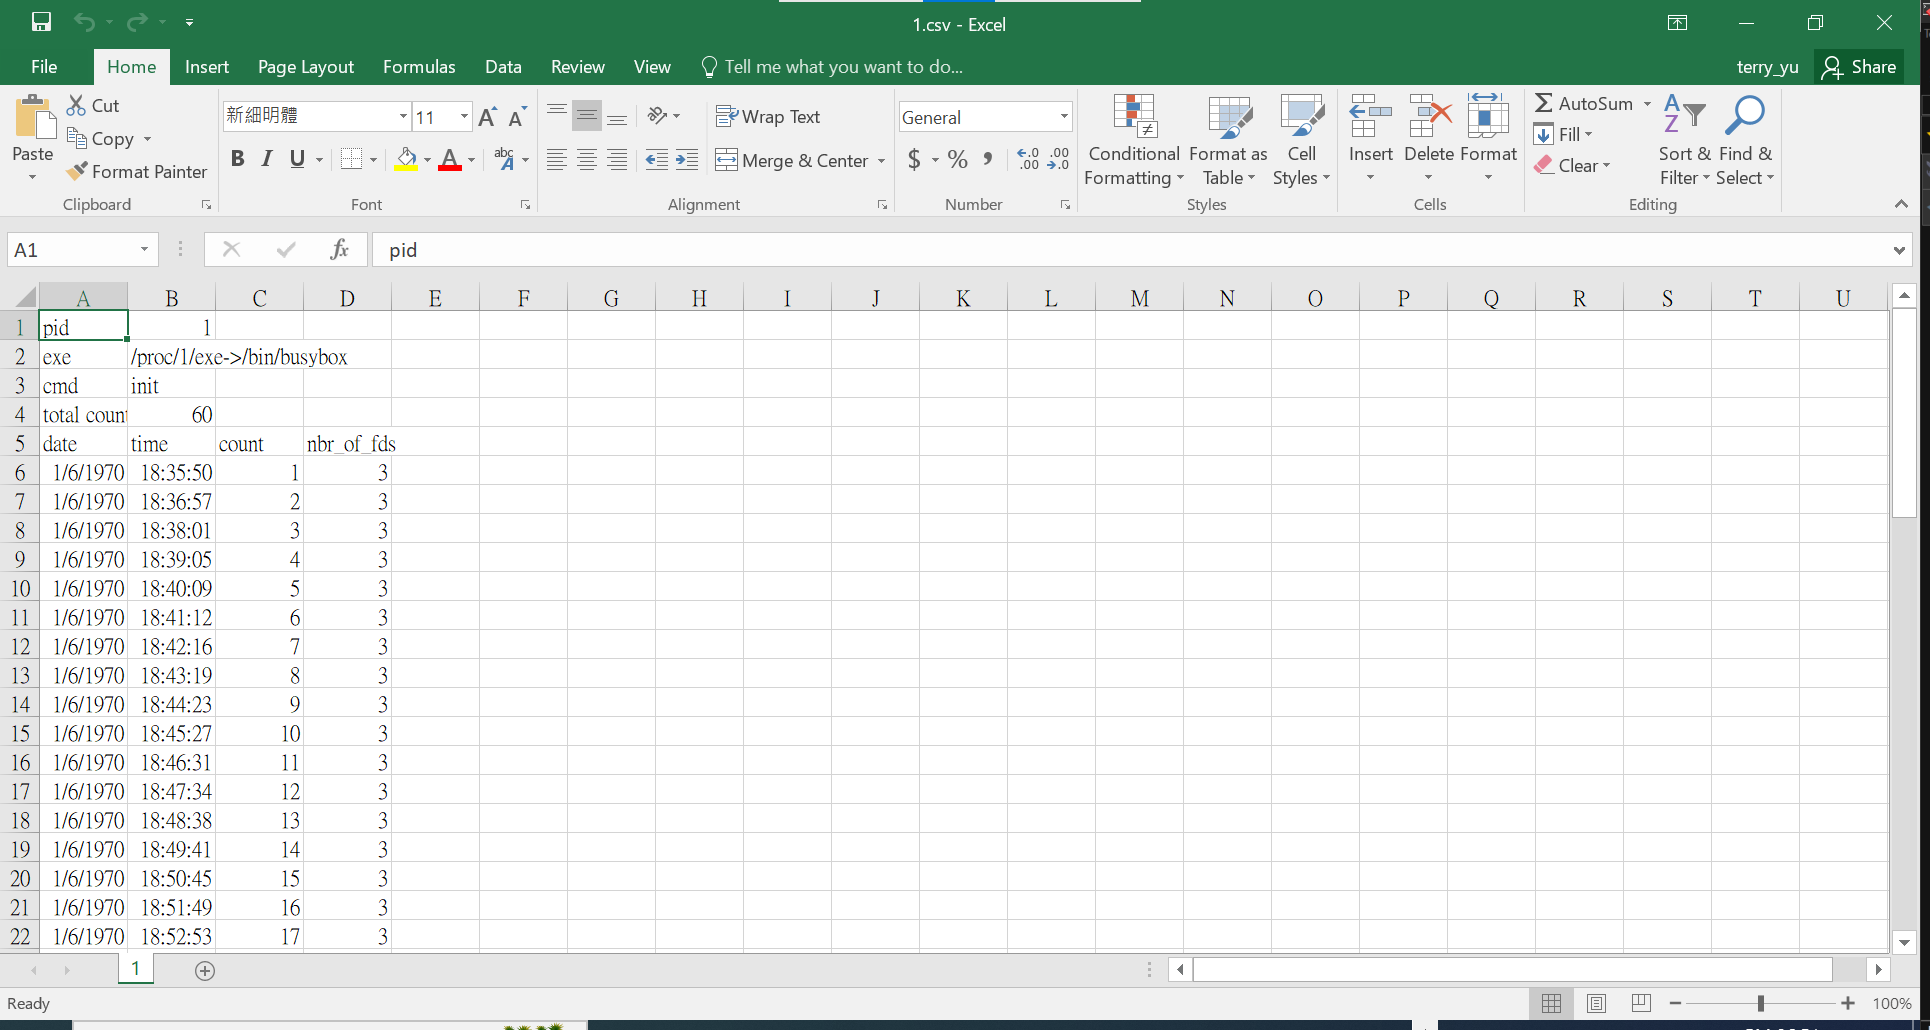 1.csv - Excel
File Home Insert Page Layout Formulas Data Review View Tell me what you want to do... terry_yu Share
Paste
Cut
Copy
Format Painter
Clipboard
新細明體 11
B I U
abc
Font
Wrap Text
Merge & Center
Alignment
General
$ % ,
Number
Conditional Formatting
Format as Table
Cell Styles
Styles
Insert Delete Format
Cells
AutoSum
Fill
Clear
Sort & Filter
Find & Select
Editing
A1 fx pid
A B C D E F G H I J K L M N O P Q R S T U
1 pid 1
2 exe /proc/1/exe->/bin/busybox
3 cmd init
4 total count 60
5 date time count nbr_of_fds
6 1/6/1970 18:35:50 1 3
7 1/6/1970 18:36:57 2 3
8 1/6/1970 18:38:01 3 3
9 1/6/1970 18:39:05 4 3
10 1/6/1970 18:40:09 5 3
11 1/6/1970 18:41:12 6 3
12 1/6/1970 18:42:16 7 3
13 1/6/1970 18:43:19 8 3
14 1/6/1970 18:44:23 9 3
15 1/6/1970 18:45:27 10 3
16 1/6/1970 18:46:31 11 3
17 1/6/1970 18:47:34 12 3
18 1/6/1970 18:48:38 13 3
19 1/6/1970 18:49:41 14 3
20 1/6/1970 18:50:45 15 3
21 1/6/1970 18:51:49 16 3
22 1/6/1970 18:52:53 17 3
1
Ready 100%